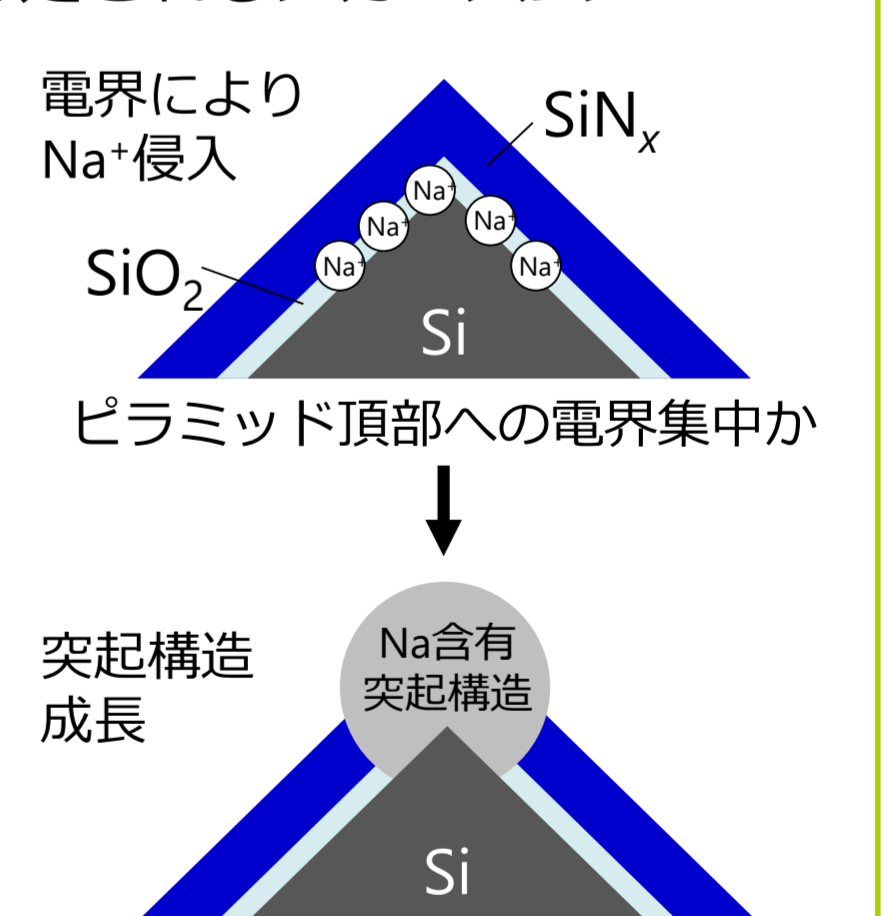 電界により
Na⁺侵入
SiNₓ
Na⁺
Na⁺
Na⁺
Na⁺
Na⁺
SiO₂
Si
ピラミッド頂部への電界集中か
突起構造
成長
Na含有
突起構造
Si